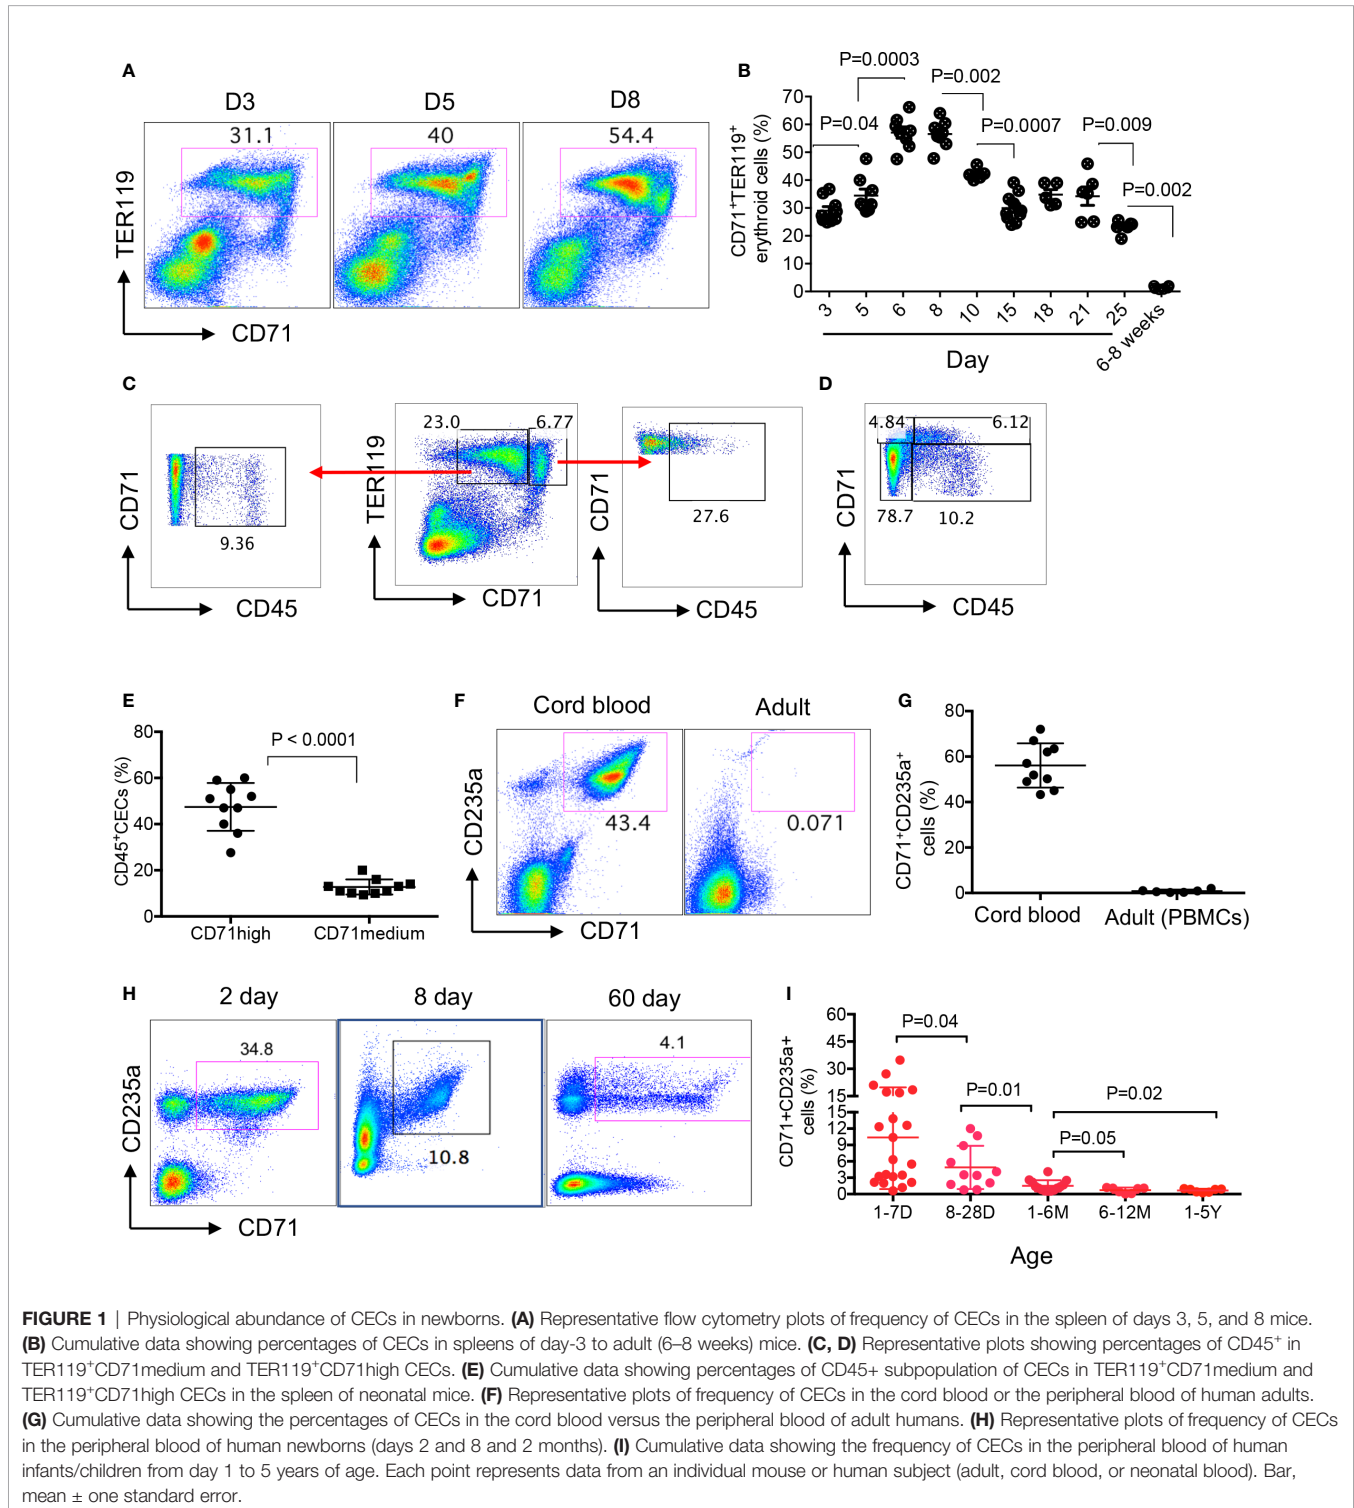 A
D3 D5 D8
31.1 40 54.4
TER119
CD71
B
P=0.0003
P=0.002
P=0.04
P=0.0007
P=0.009
P=0.002
CD71+TER119+
erythroid cells (%)
70
60
50
40
30
20
10
0
3 5 6 8 10 15 18 21 25 6-8 weeks
Day
C
CD71
9.36
CD45
TER119
23.0 6.77
CD71
CD71
27.6
CD45
D
4.84 6.12
CD71
78.7 10.2
CD45
E
80
60
40
20
0
CD45+CECs (%)
P < 0.0001
CD71high CD71medium
F
Cord blood Adult
CD235a
43.4 0.071
CD71
G
80
60
40
20
0
CD71+CD235a+
cells (%)
Cord blood Adult (PBMCs)
H
2 day 8 day 60 day
34.8 10.8 4.1
CD235a
CD71
I
60
45
30
15
15
12
9
6
3
0
CD71+CD235a+
cells (%)
P=0.04
P=0.01
P=0.02
P=0.05
1-7D 8-28D 1-6M 6-12M 1-5Y
Age
FIGURE 1 | Physiological abundance of CECs in newborns. (A) Representative flow cytometry plots of frequency of CECs in the spleen of days 3, 5, and 8 mice.
(B) Cumulative data showing percentages of CECs in spleens of day-3 to adult (6–8 weeks) mice. (C, D) Representative plots showing percentages of CD45+ in
TER119+CD71medium and TER119+CD71high CECs. (E) Cumulative data showing percentages of CD45+ subpopulation of CECs in TER119+CD71medium and
TER119+CD71high CECs in the spleen of neonatal mice. (F) Representative plots of frequency of CECs in the cord blood or the peripheral blood of human adults.
(G) Cumulative data showing the percentages of CECs in the cord blood versus the peripheral blood of adult humans. (H) Representative plots of frequency of CECs
in the peripheral blood of human newborns (days 2 and 8 and 2 months). (I) Cumulative data showing the frequency of CECs in the peripheral blood of human
infants/children from day 1 to 5 years of age. Each point represents data from an individual mouse or human subject (adult, cord blood, or neonatal blood). Bar,
mean ± one standard error.